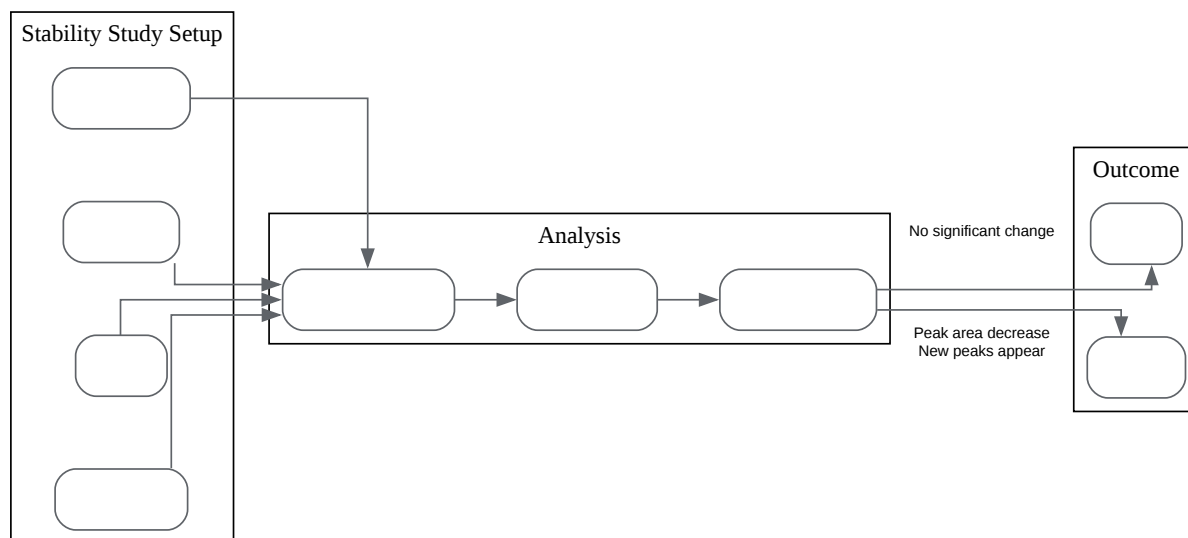 Stability Study Setup
Outcome
Analysis
No significant change
Peak area decrease
New peaks appear